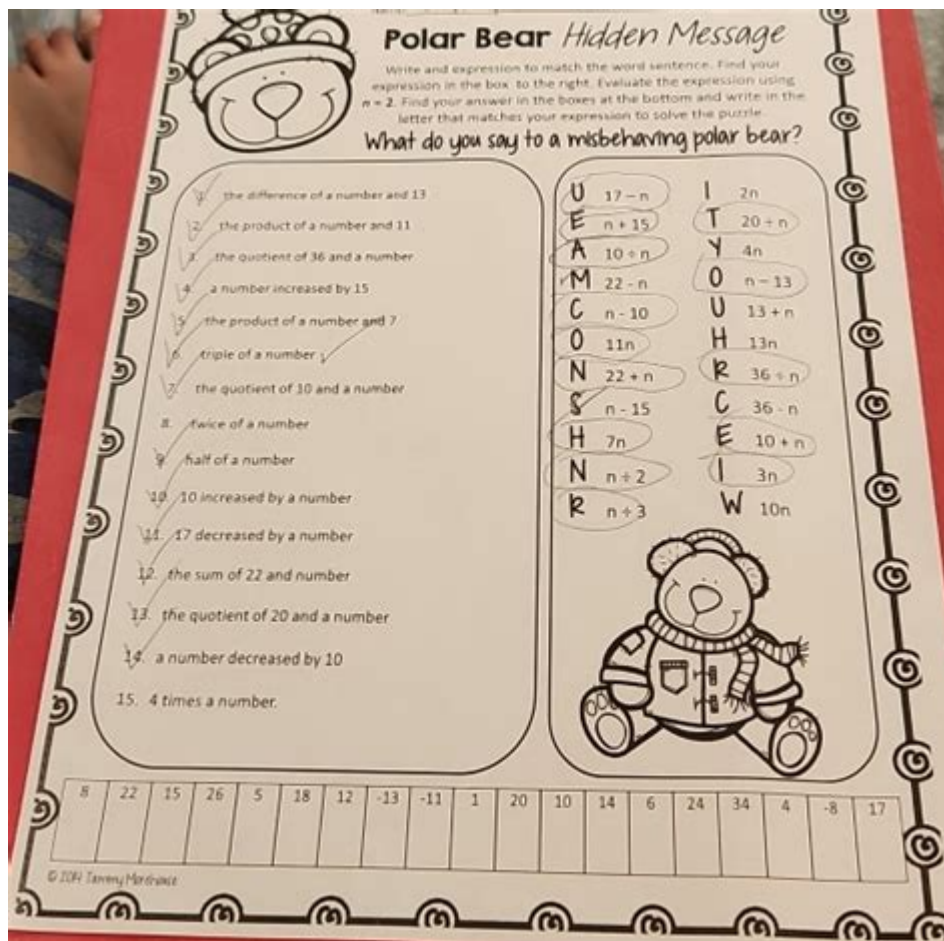 Polar Bear Hidden Message
Write and expression to match the word sentence. Find your
expression in the box to the right. Evaluate the expression using
n = 2. Find your answer in the boxes at the bottom and write in the
letter that matches your expression to solve the puzzle.
What do you say to a misbehaving polar bear?
1. the difference of a number and 13
2. the product of a number and 11
3. the quotient of 36 and a number
4. a number increased by 15
5. the product of a number and 7
6. triple of a number
7. the quotient of 10 and a number
8. twice of a number
9. half of a number
10. 10 increased by a number
11. 17 decreased by a number
12. the sum of 22 and number
13. the quotient of 20 and a number
14. a number decreased by 10
15. 4 times a number.
U 17 – n
E n + 15
A 10 ÷ n
M 22 - n
C n - 10
O 11n
N 22 + n
S n - 15
H 7n
N n ÷ 2
R n ÷ 3
I 2n
T 20 ÷ n
Y 4n
O n – 13
U 13 + n
H 13n
R 36 ÷ n
C 36 - n
E 10 + n
I 3n
W 10n
8 22 15 26 5 18 12 -13 -11 1 20 10 14 6 24 34 4 -8 17
© 2014 Tammy Morehouse